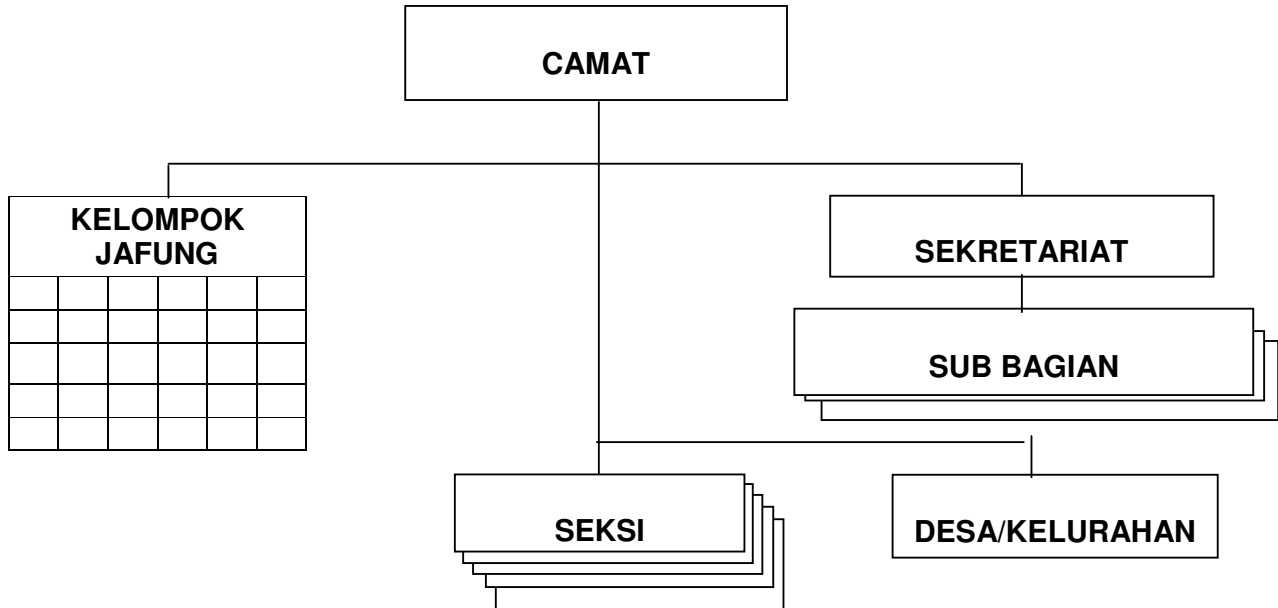 CAMAT
KELOMPOK
JAFUNG
SEKRETARIAT
SUB BAGIAN
SEKSI
DESA/KELURAHAN